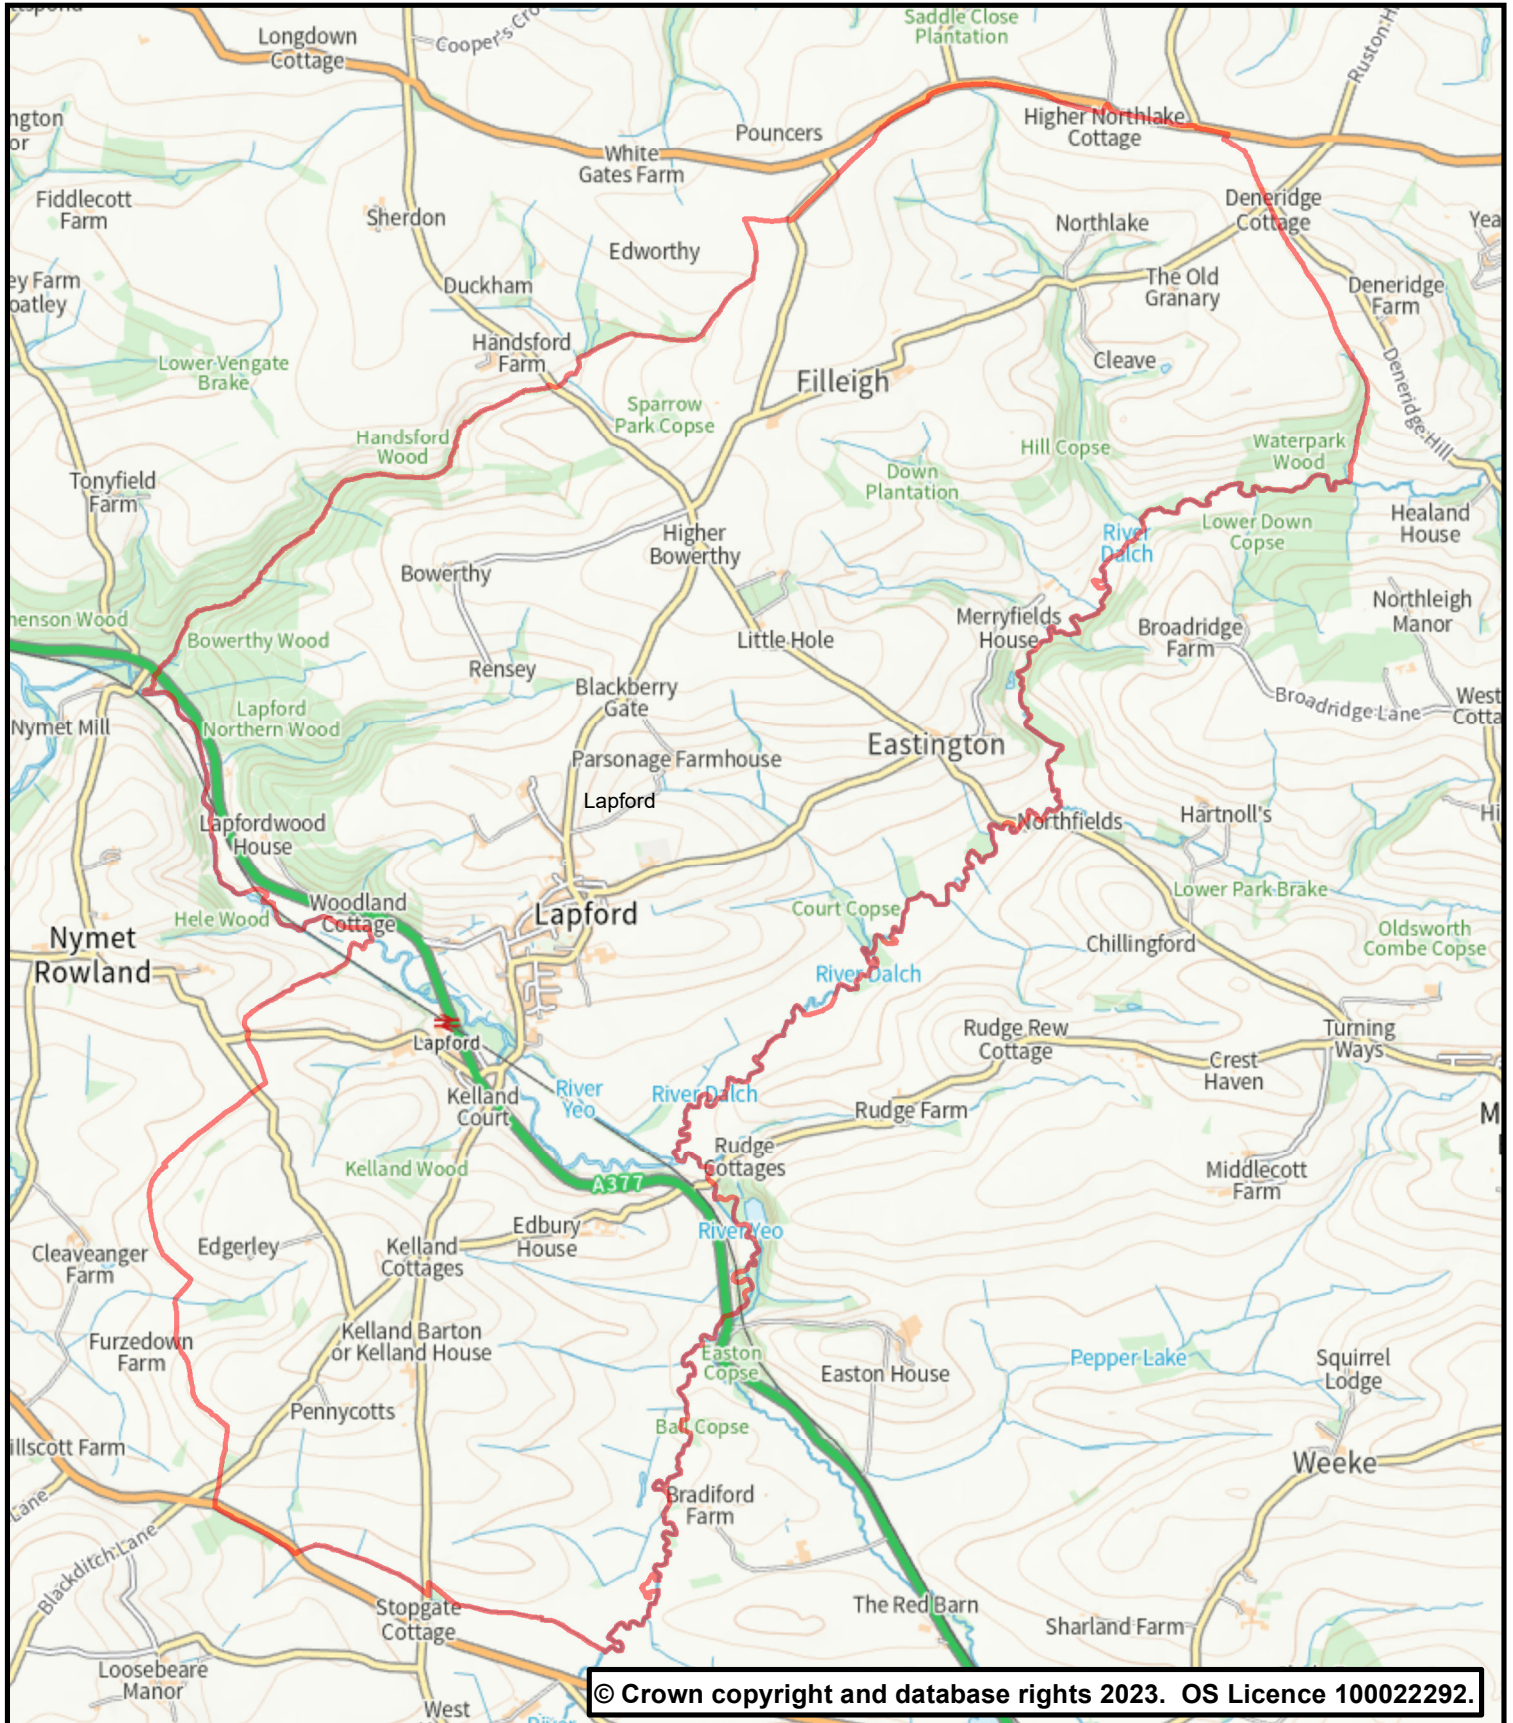 Longdown
Cottage
Cooper's Cro
Saddle Close
Plantation
Ruston H
ngton
or
White
Gates Farm
Pouncers
Higher Northlake
Cottage
Fiddlecott
Farm
Sherdon
Edworthy
Northlake
Deneridge
Cottage
Yea
ey Farm
oatley
Duckham
The Old
Granary
Deneridge
Farm
Lower Vengate
Brake
Handsford
Farm
Filleigh
Cleave
Deneridge Hill
Sparrow
Park Copse
Handsford
Wood
Hill Copse
Waterpark
Wood
Tonyfield
Farm
Down
Plantation
Higher
Bowerthy
River
Dalch
Lower Down
Copse
Healand
House
Bowerthy
henson Wood
Bowerthy Wood
Little Hole
Merryfields
House
Broadridge
Farm
Northleigh
Manor
Rensey
Blackberry
Gate
Broadridge Lane
West
Cotta
Nymet Mill
Lapford
Northern Wood
Parsonage Farmhouse
Eastington
Lapford
Lapfordwood
House
Northfields
Hartnoll's
Hi
Hele Wood
Woodland
Cottage
Lapford
Court Copse
Lower Park Brake
Nymet
Rowland
Chillingford
Oldsworth
Combe Copse
River Dalch
Lapford
Rudge Rew
Cottage
Turning
Ways
Crest
Haven
Kelland
Court
River
Yeo
River Dalch
Rudge Farm
M
Kelland Wood
Rudge
Cottages
Middlecott
Farm
A377
Cleaveanger
Farm
Edgerley
Kelland
Cottages
Edbury
House
River Yeo
Furzedown
Farm
Kelland Barton
or Kelland House
Easton
Copse
Easton House
Pepper Lake
Squirrel
Lodge
Pennycotts
Ball Copse
illscott Farm
Weeke
Lane
Bradiford
Farm
Blackditch Lane
Stopgate
Cottage
The Red Barn
Sharland Farm
Loosebeare
Manor
West
River
© Crown copyright and database rights 2023. OS Licence 100022292.